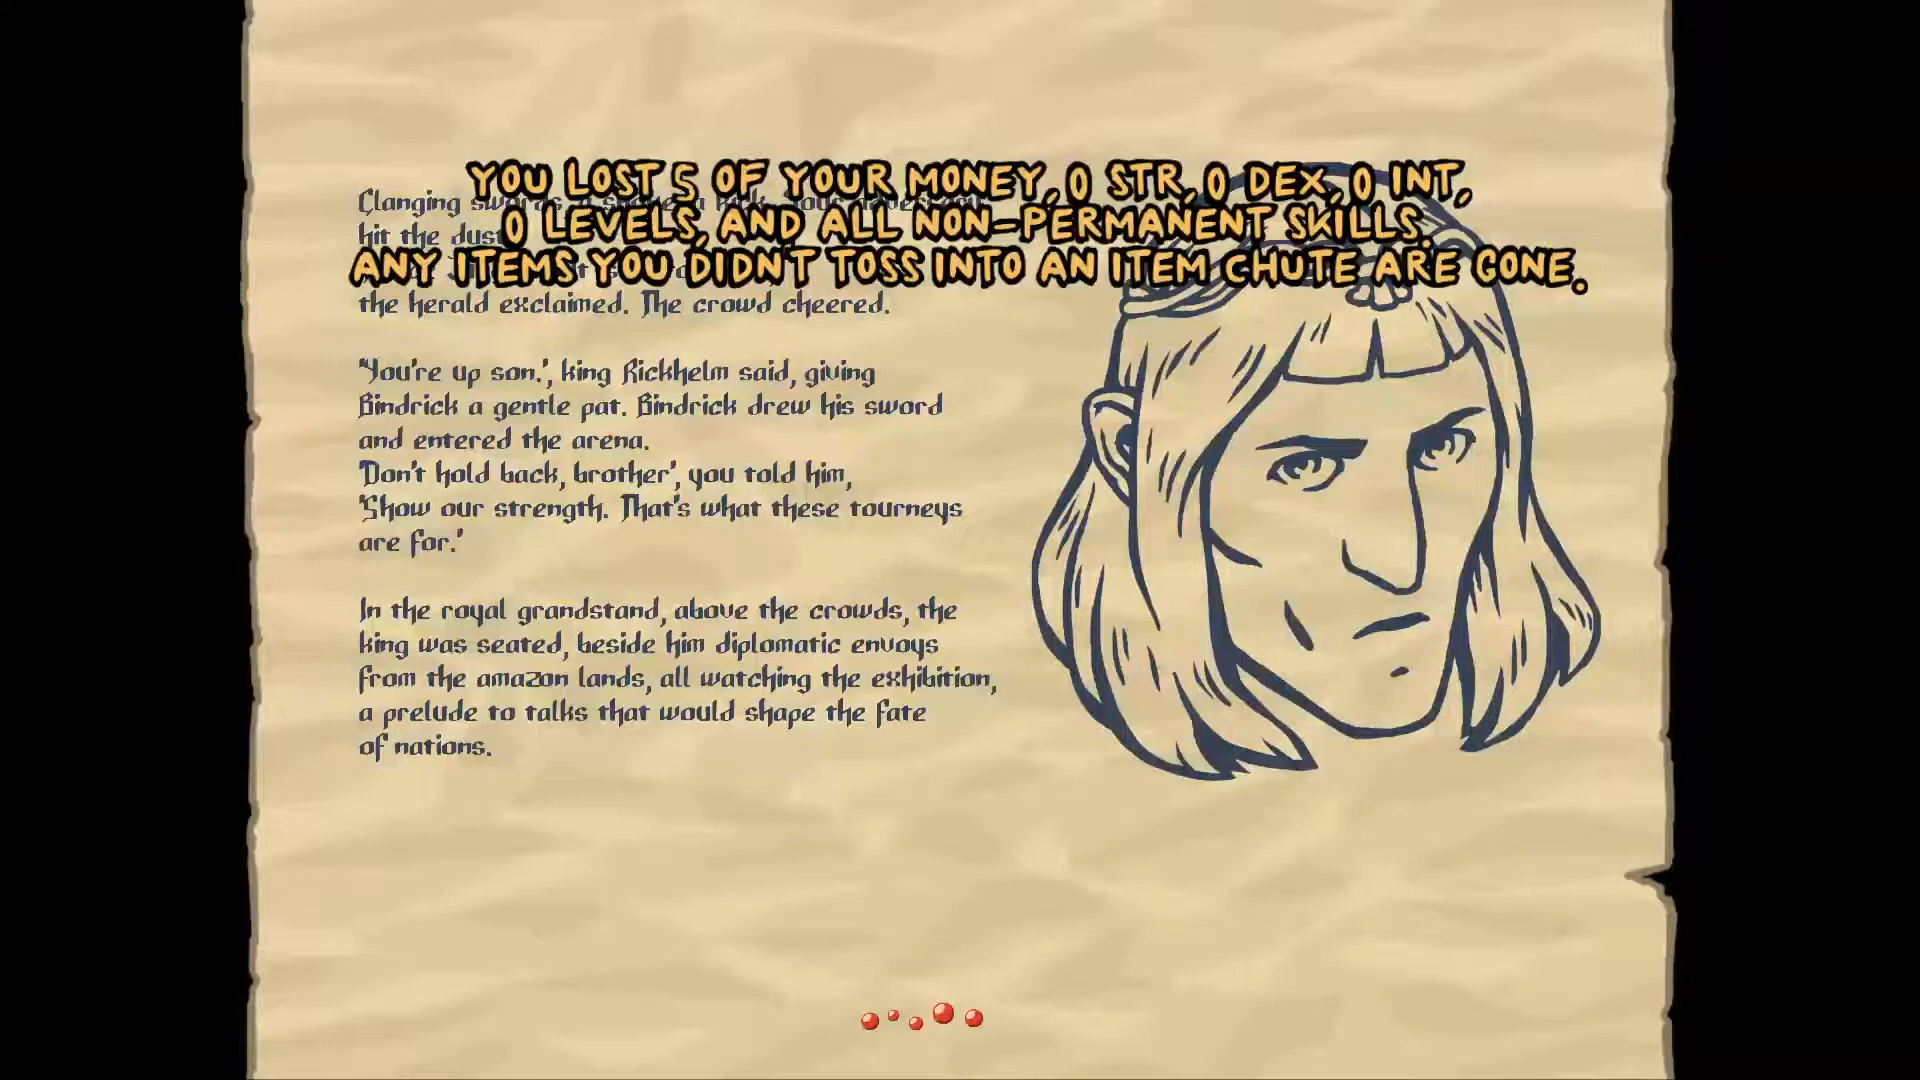 YOU LOST 5 OF YOUR MONEY, 0 STR, 0 DEX, 0 INT,
0 LEVELS, AND ALL NON-PERMANENT SKILLS.
ANY ITEMS YOU DIDN'T TOSS INTO AN ITEM CHUTE ARE GONE.
Clanging
hit the dust
the herald exclaimed. The crowd cheered.
'You're up son.', king Rickhelm said, giving
Bindrick a gentle pat. Bindrick drew his sword
and entered the arena.
'Don't hold back, brother', you told him,
'Show our strength. That's what these tourneys
are for.'
In the royal grandstand, above the crowds, the
king was seated, beside him diplomatic envoys
from the amazon lands, all watching the exhibition,
a prelude to talks that would shape the fate
of nations.